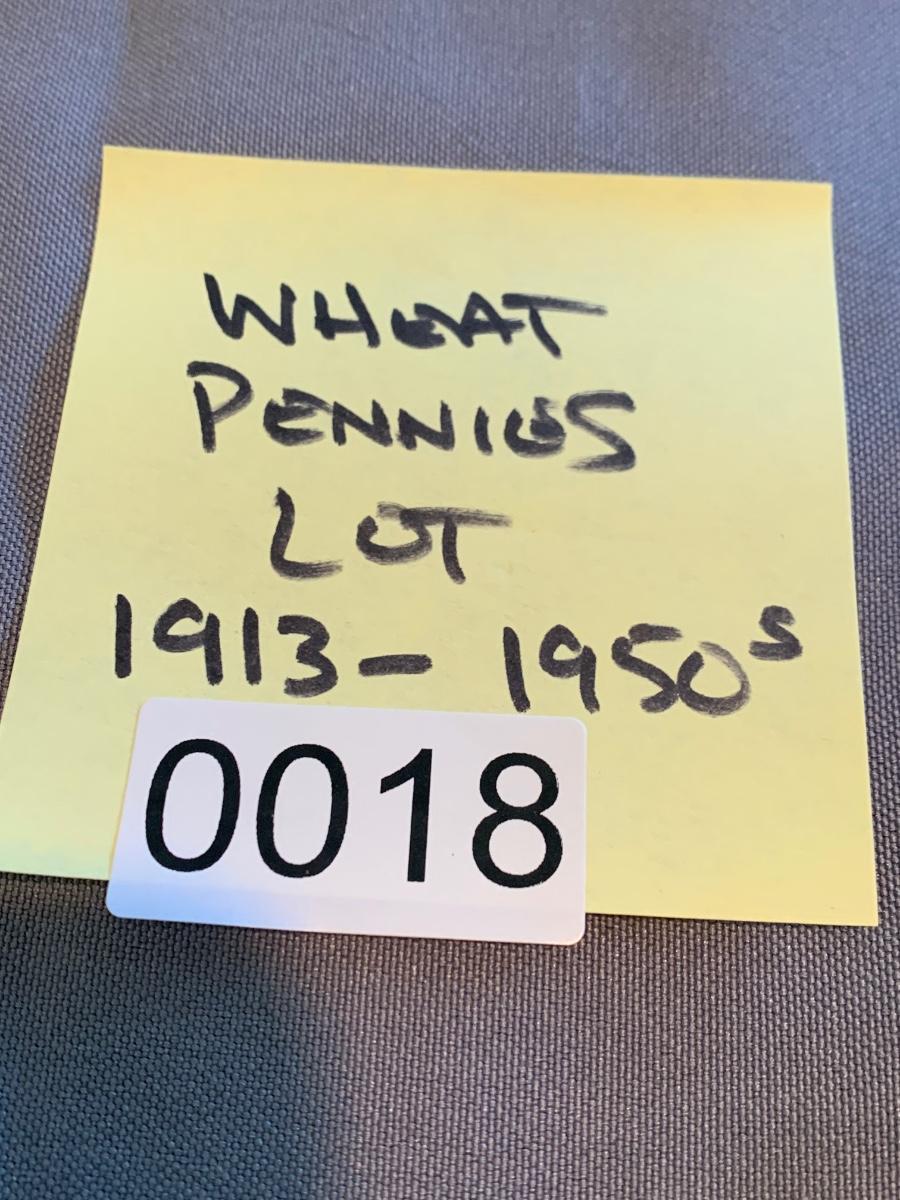 WHEAT
PENNIES
LOT
1913- 1950s
0018